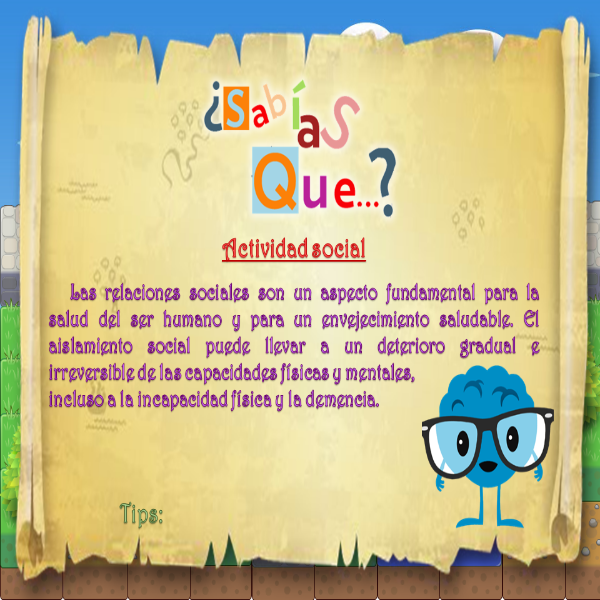 ¿Sabías
Que...?
Actividad social
Las relaciones sociales son un aspecto fundamental para la
salud del ser humano y para un envejecimiento saludable. El
aislamiento social puede llevar a un deterioro gradual e
irreversible de las capacidades físicas y mentales,
incluso a la incapacidad física y la demencia.
Tips: